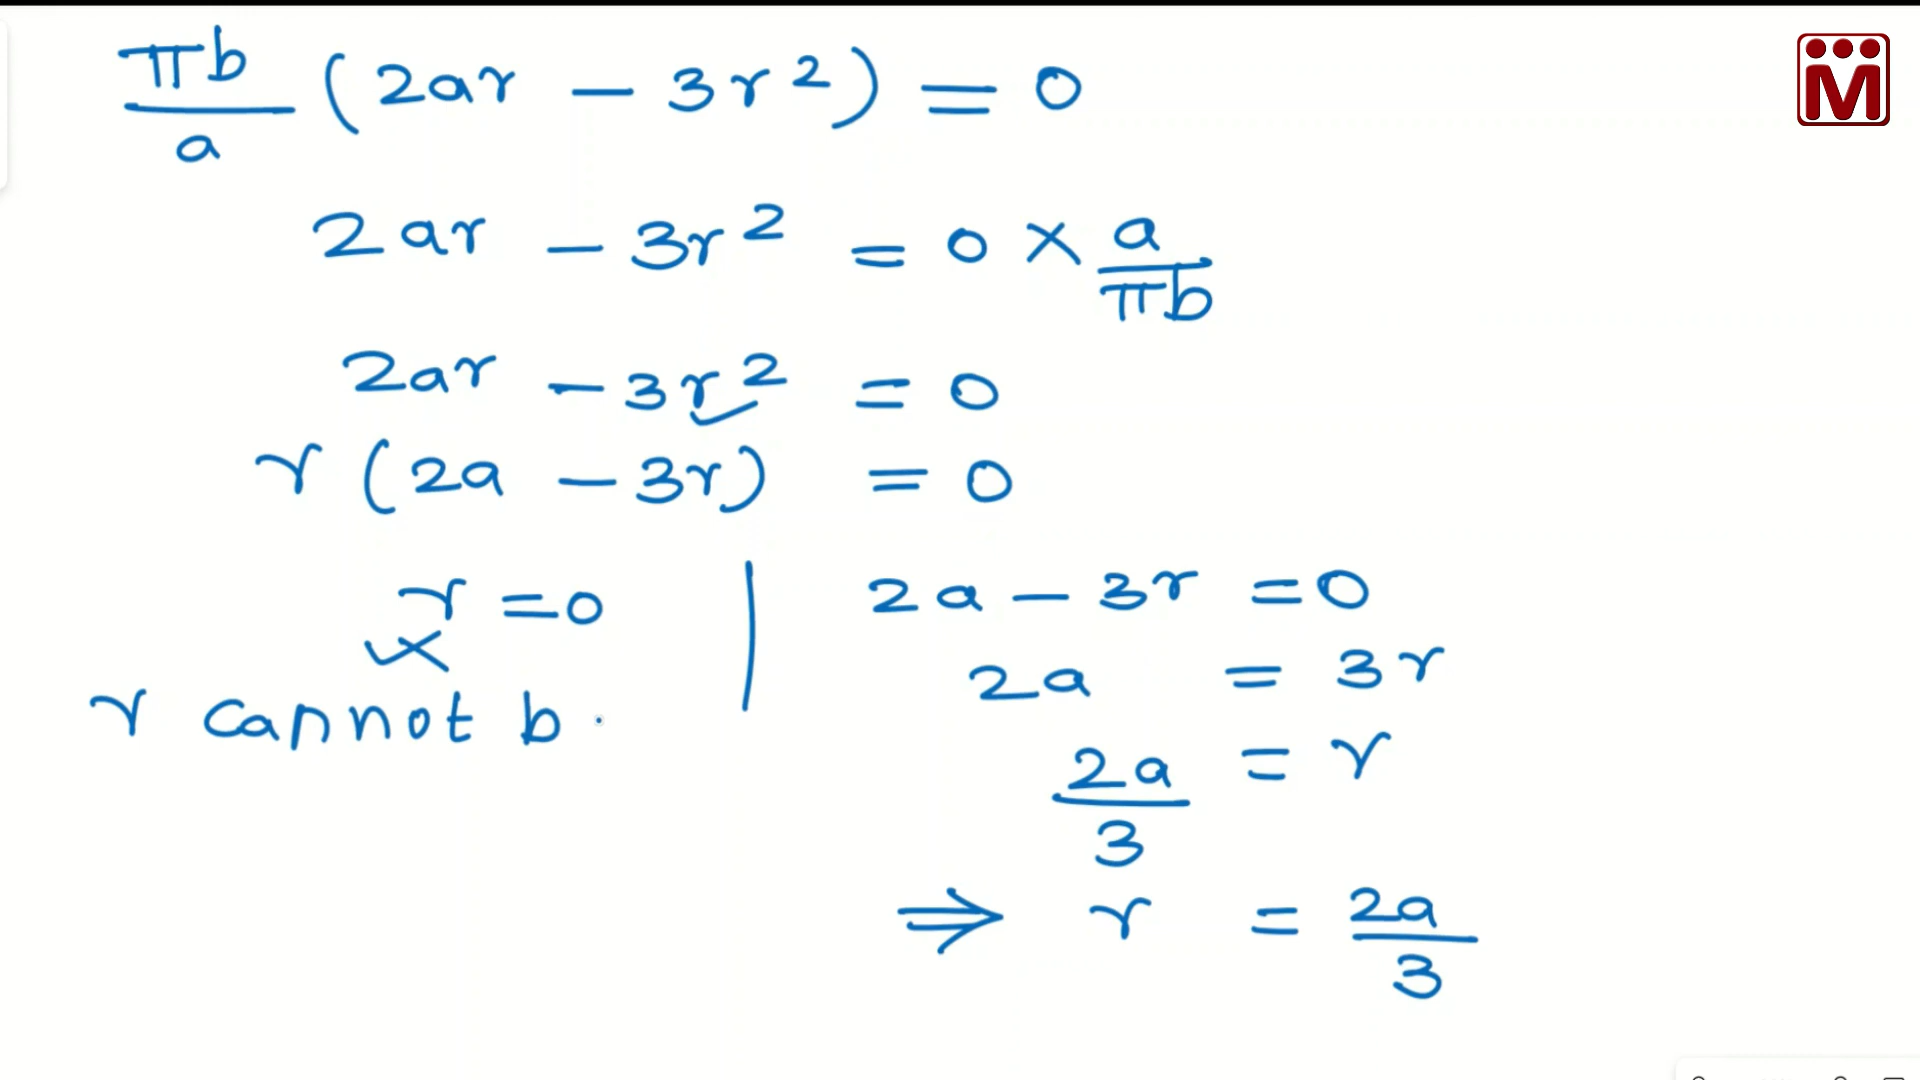 πb/a (2ar − 3r²) = 0
2ar − 3r² = 0 × a/πb
2ar − 3r² = 0
r (2a − 3r) = 0
r = 0
r cannot b
2a − 3r = 0
2a = 3r
2a/3 = r
⇒ r = 2a/3
M